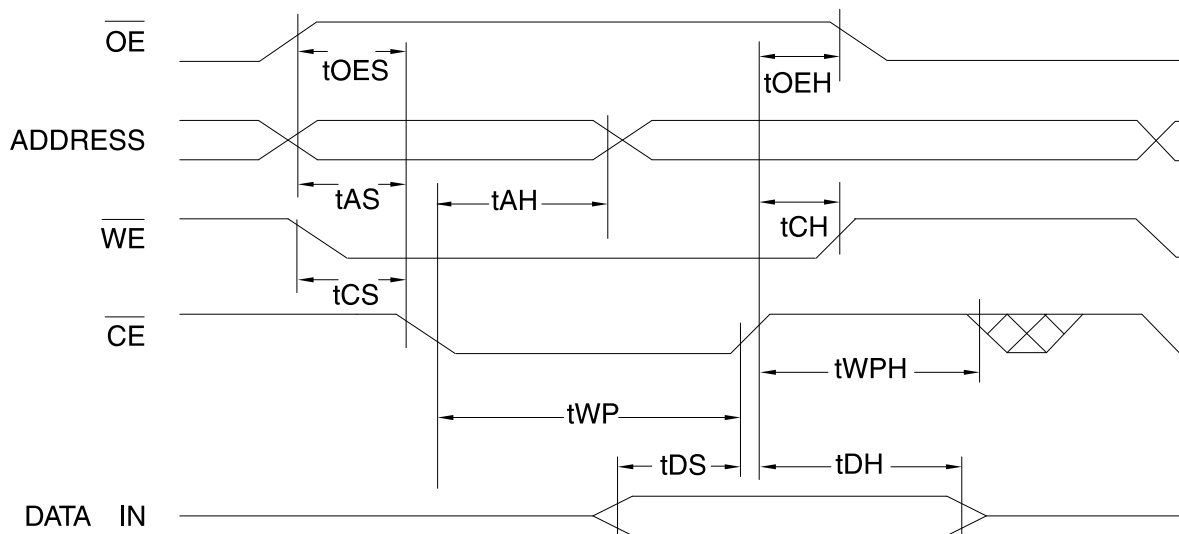 OE
tOES
tOEH
ADDRESS
tAS
tAH
tCH
WE
tCS
CE
tWPH
tWP
tDS
tDH
DATA IN